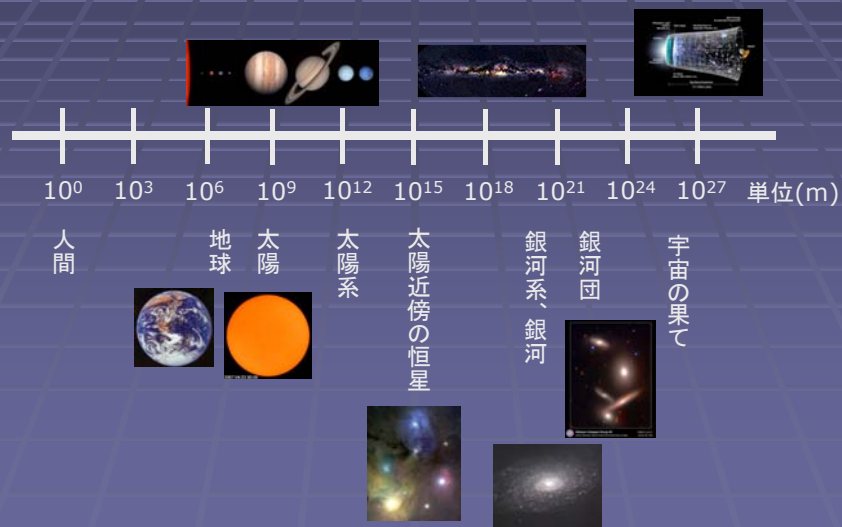 10⁰ 10³ 10⁶ 10⁹ 10¹² 10¹⁵ 10¹⁸ 10²¹ 10²⁴ 10²⁷ 単位(m)
人間
地球
太陽
太陽系
太陽近傍の恒星
銀河系、銀河
銀河団
宇宙の果て